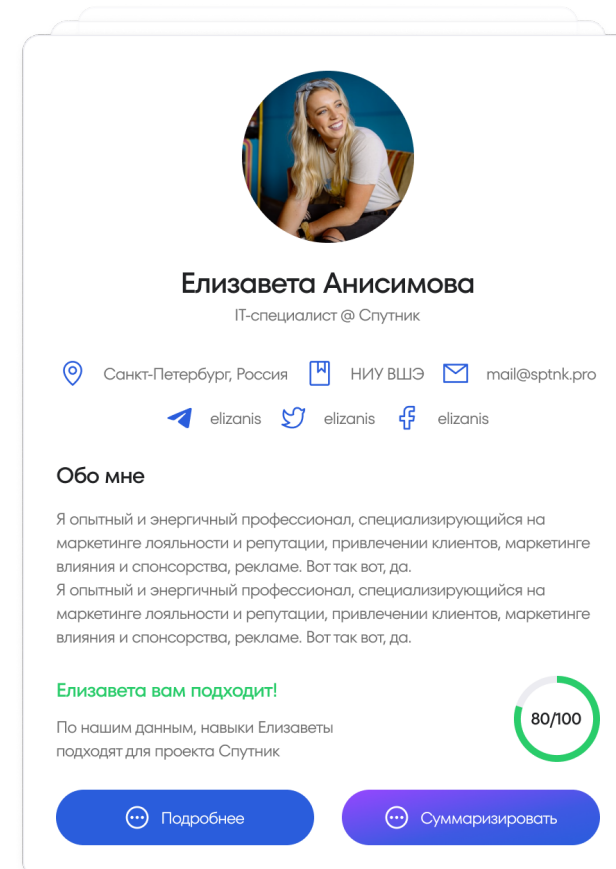 Елизавета Анисимова
IT-специалист @ Спутник
Санкт-Петербург, Россия НИУ ВШЭ mail@sptnk.pro
elizanis elizanis elizanis
Обо мне
Я опытный и энергичный профессионал, специализирующийся на
маркетинге лояльности и репутации, привлечении клиентов, маркетинге
влияния и спонсорства, рекламе. Вот так вот, да.
Я опытный и энергичный профессионал, специализирующийся на
маркетинге лояльности и репутации, привлечении клиентов, маркетинге
влияния и спонсорства, рекламе. Вот так вот, да.
Елизавета вам подходит!
По нашим данным, навыки Елизаветы
подходят для проекта Спутник
80/100
Подробнее
Суммаризировать